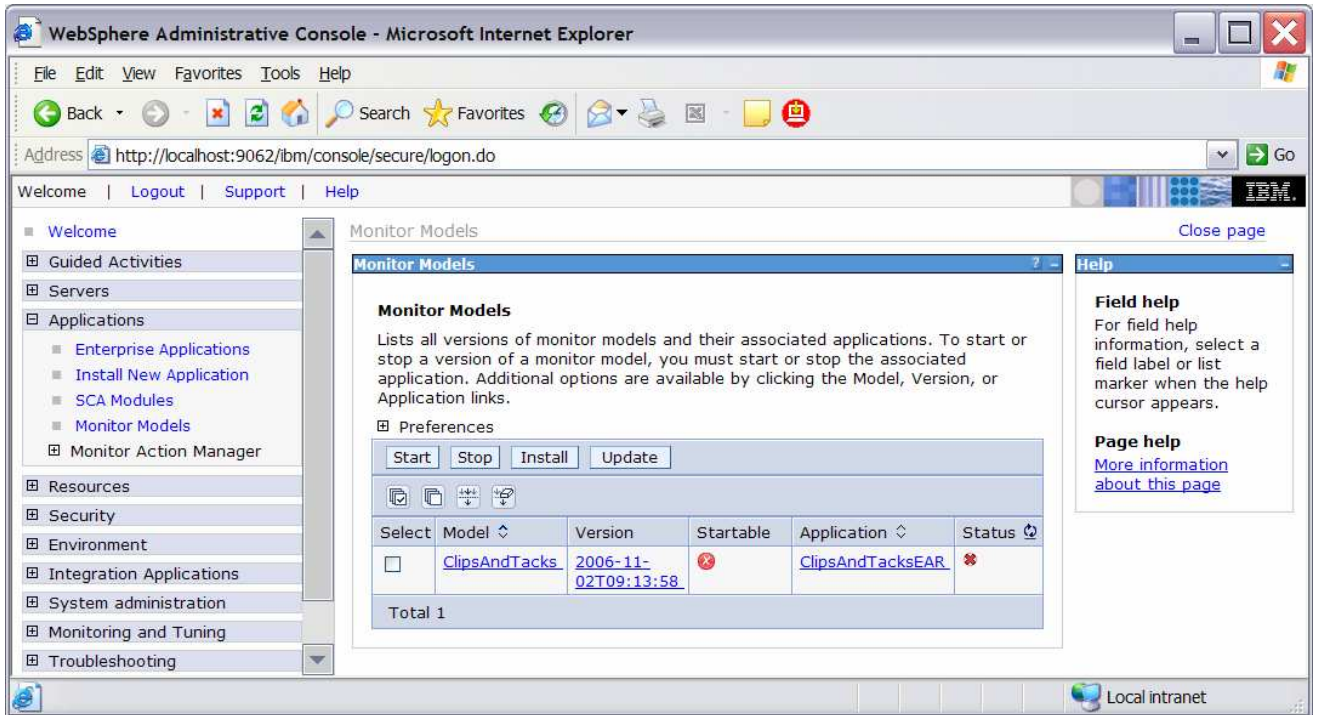 WebSphere Administrative Console - Microsoft Internet Explorer
File Edit View Favorites Tools Help
Back Search Favorites
Address http://localhost:9062/ibm/console/secure/logon.do Go
Welcome | Logout | Support | Help IBM.
Welcome
Guided Activities
Servers
Applications
Enterprise Applications
Install New Application
SCA Modules
Monitor Models
Monitor Action Manager
Resources
Security
Environment
Integration Applications
System administration
Monitoring and Tuning
Troubleshooting
Monitor Models Close page
Monitor Models ? -
Monitor Models
Lists all versions of monitor models and their associated applications. To start or
stop a version of a monitor model, you must start or stop the associated
application. Additional options are available by clicking the Model, Version, or
Application links.
Preferences
Start Stop Install Update
Select Model Version Startable Application Status
ClipsAndTacks 2006-11- ClipsAndTacksEAR
02T09:13:58
Total 1
Help -
Field help
For field help
information, select a
field label or list
marker when the help
cursor appears.
Page help
More information
about this page
Local intranet